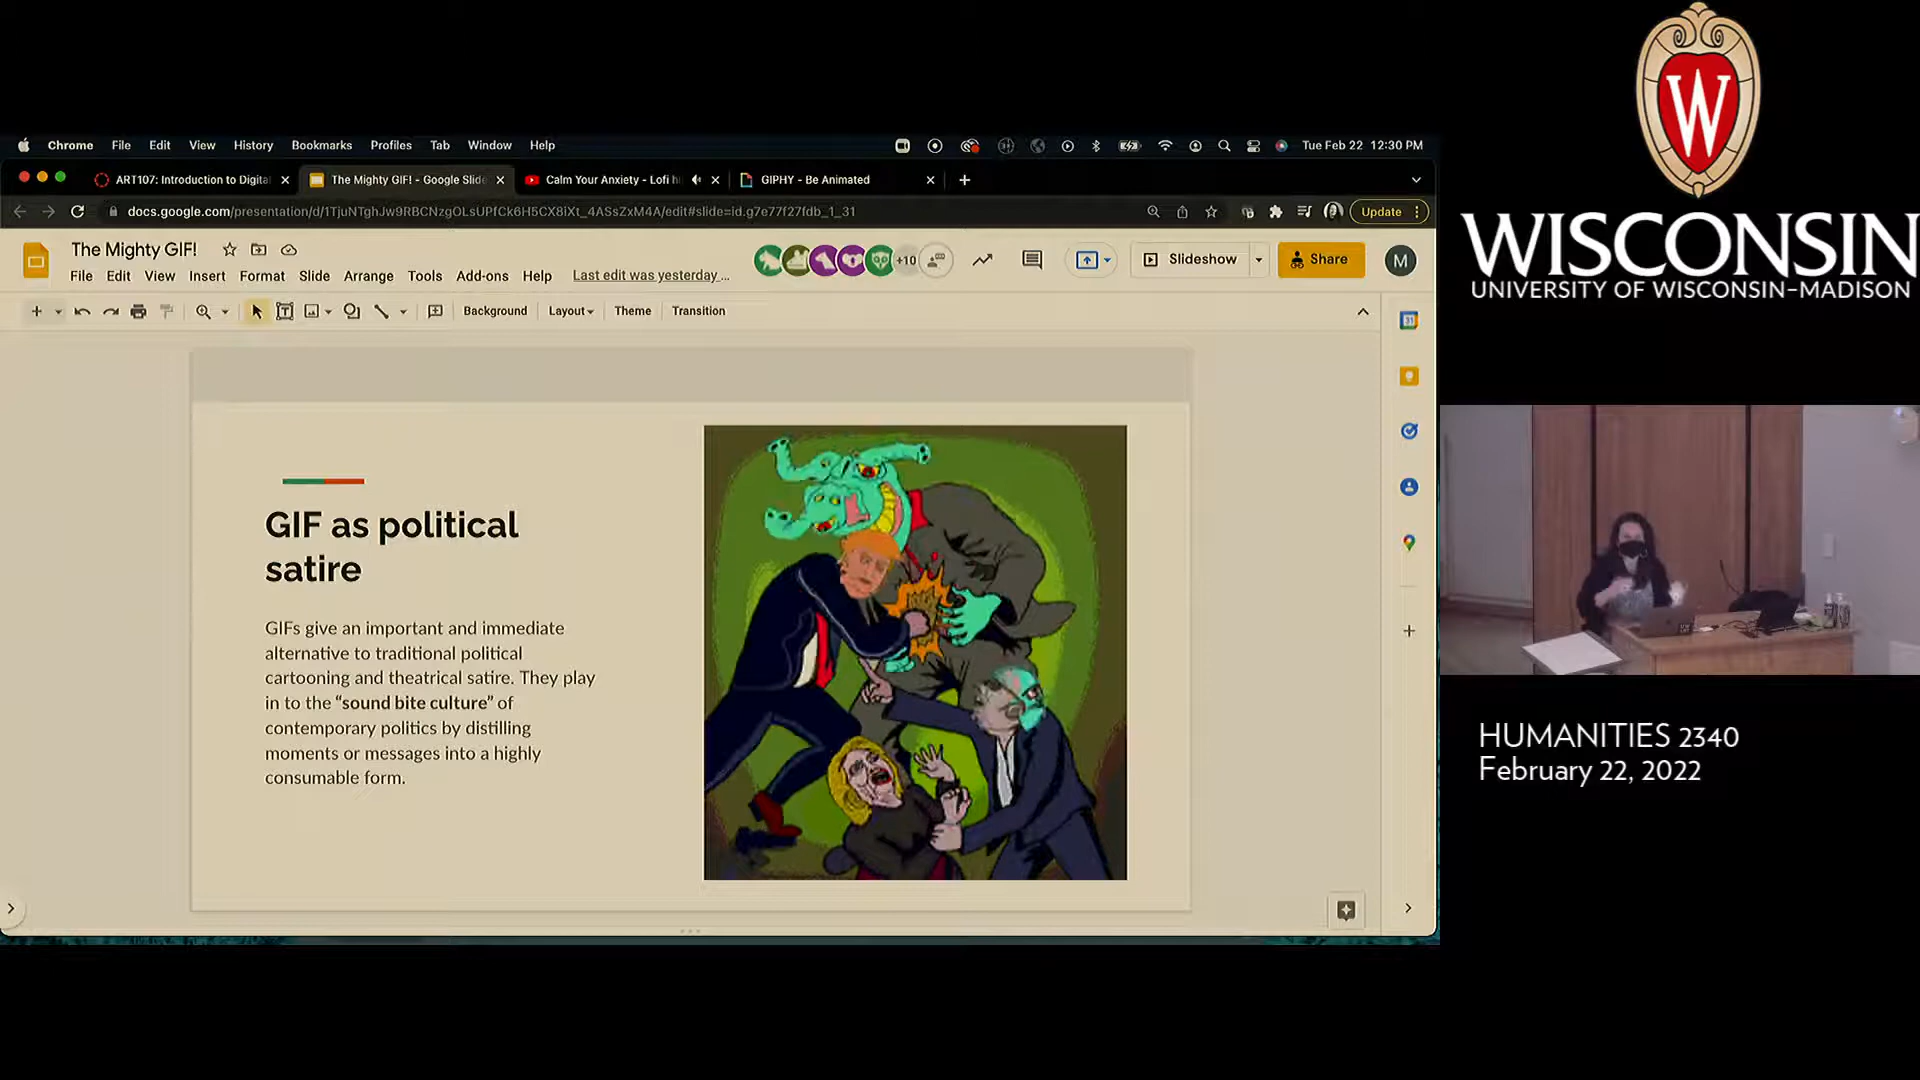 Chrome File Edit View History Bookmarks Profiles Tab Window Help Tue Feb 22 12:30 PM
ART107: Introduction to Digita The Mighty GIF! - Google Slide Calm Your Anxiety - Lofi hi GIPHY - Be Animated
docs.google.com/presentation/d/1TjuNTghJw9RBCNzgOLsUPfCk6H5CX8iXt_4ASsZxM4A/edit#slide=id.g7e77f27fdb_1_31 Update
The Mighty GIF! +10 Slideshow Share M
File Edit View Insert Format Slide Arrange Tools Add-ons Help Last edit was yesterday ...
Background Layout Theme Transition
31
GIF as political
satire
GIFs give an important and immediate
alternative to traditional political
cartooning and theatrical satire. They play
in to the “sound bite culture” of
contemporary politics by distilling
moments or messages into a highly
consumable form.
W
WISCONSIN
UNIVERSITY OF WISCONSIN–MADISON
HUMANITIES 2340
February 22, 2022